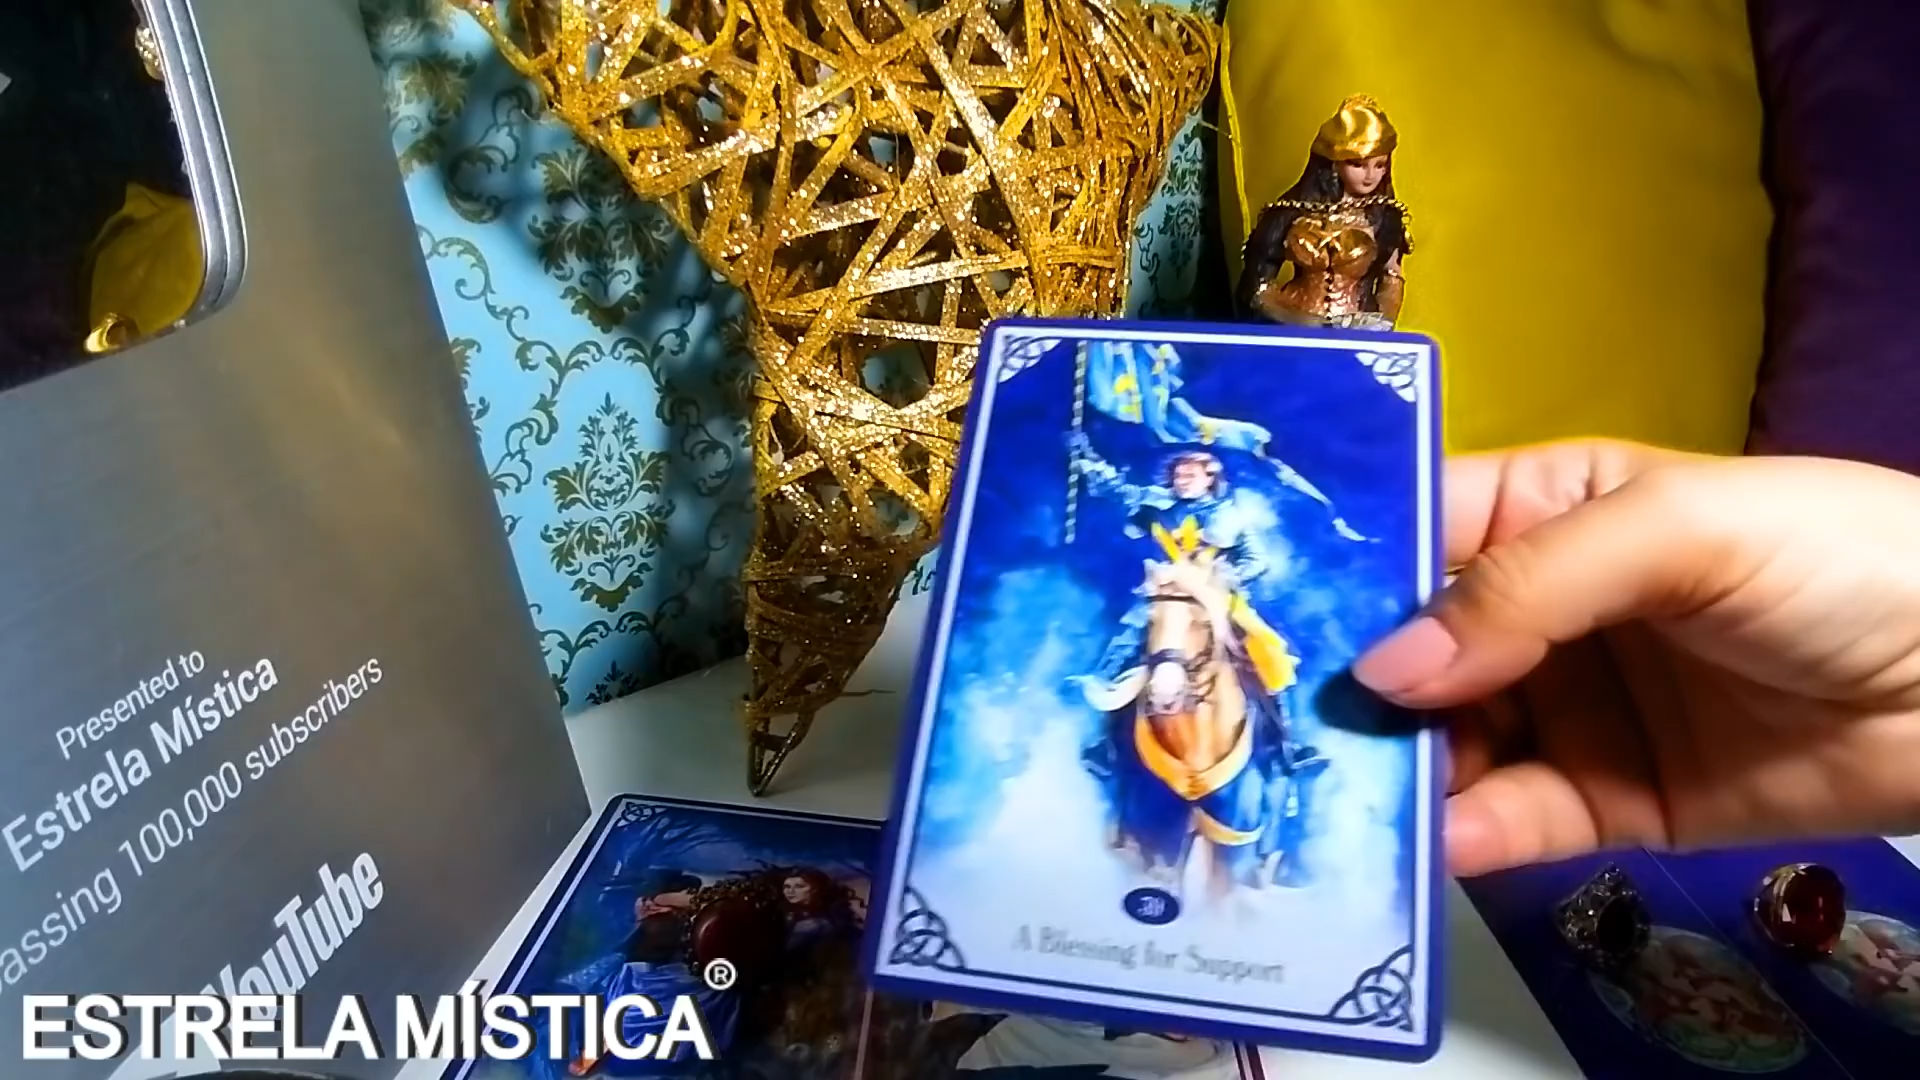 Presented to
Estrela Mística
assing 100,000 subscribers
YouTube
ESTRELA MÍSTICA®
A Blessing for Support